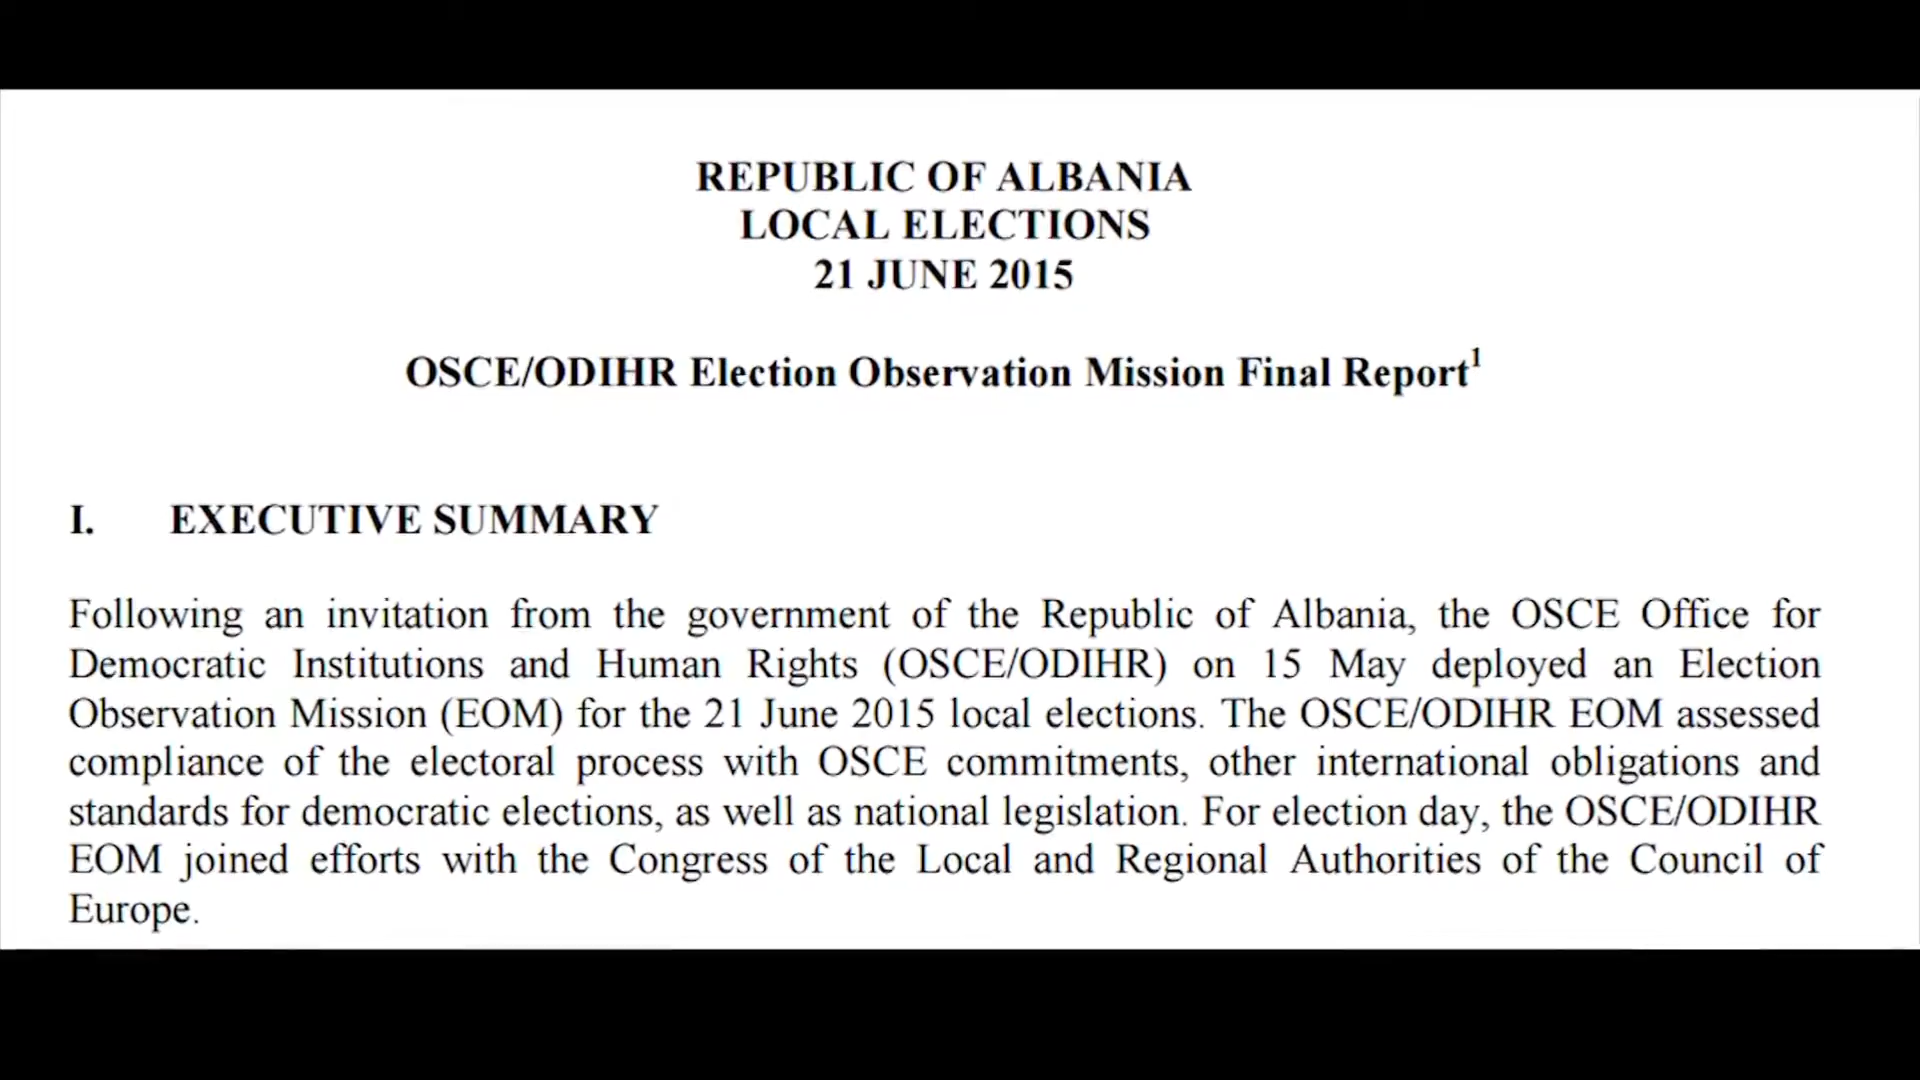 REPUBLIC OF ALBANIA
LOCAL ELECTIONS
21 JUNE 2015
OSCE/ODIHR Election Observation Mission Final Report¹
I. EXECUTIVE SUMMARY
Following an invitation from the government of the Republic of Albania, the OSCE Office for
Democratic Institutions and Human Rights (OSCE/ODIHR) on 15 May deployed an Election
Observation Mission (EOM) for the 21 June 2015 local elections. The OSCE/ODIHR EOM assessed
compliance of the electoral process with OSCE commitments, other international obligations and
standards for democratic elections, as well as national legislation. For election day, the OSCE/ODIHR
EOM joined efforts with the Congress of the Local and Regional Authorities of the Council of
Europe.